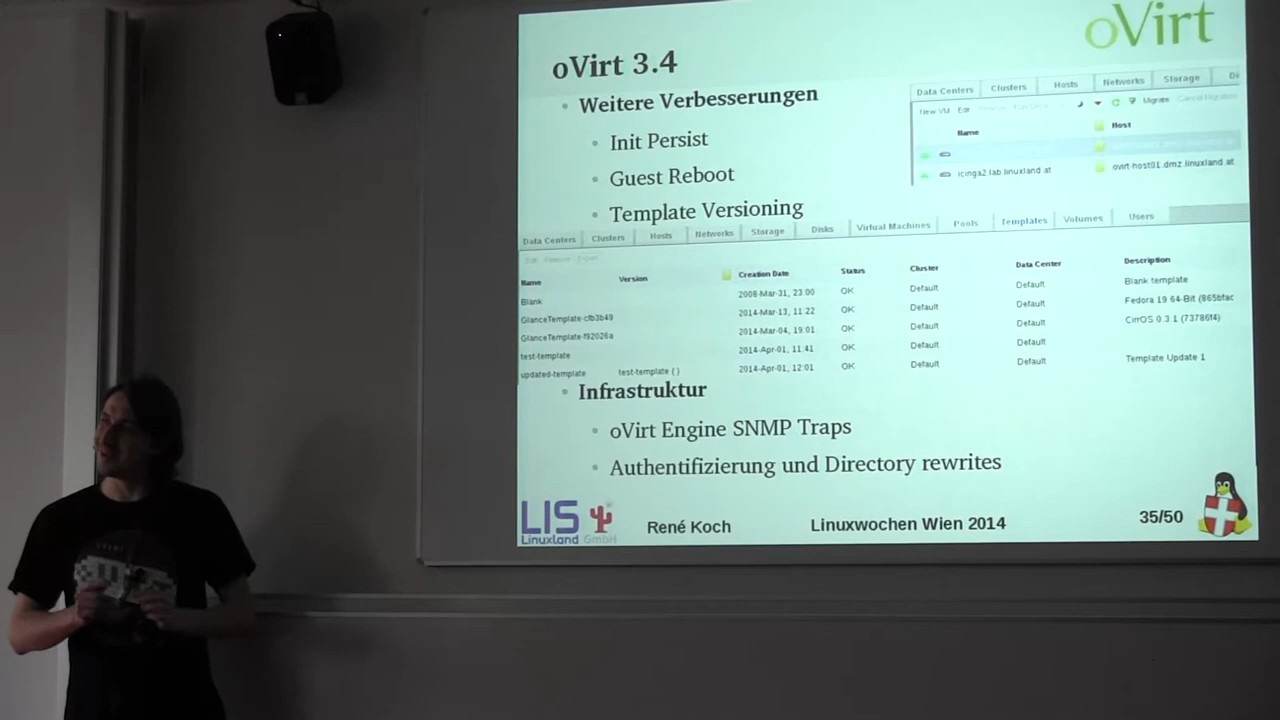 oVirt
oVirt 3.4
Weitere Verbesserungen
Init Persist
Guest Reboot
Template Versioning
Data Centers Clusters Hosts Networks Storage
New VM Migrate
Name Host
icinga2.lab.linuxland.at ovirt-host01.dmz.linuxland.at
Data Centers Clusters Hosts Networks Storage Disks Virtual Machines Pools Templates Volumes Users
Name Version Creation Date Status Cluster Data Center Description
Blank 2008-Mar-31, 23:00 OK Default Default Blank template
GlanceTemplate-cfb3b49 2014-Mar-13, 11:22 OK Default Default Fedora 19 64-Bit (865bfac
GlanceTemplate-f92026a 2014-Mar-04, 19:01 OK Default Default CirrOS 0.3.1 (73786f4)
test-template 2014-Apr-01, 11:41 OK Default Default
updated-template test-template ( ) 2014-Apr-01, 12:01 OK Default Default Template Update 1
Infrastruktur
oVirt Engine SNMP Traps
Authentifizierung und Directory rewrites
LIS
Linuxland GmbH
René Koch Linuxwochen Wien 2014 35/50